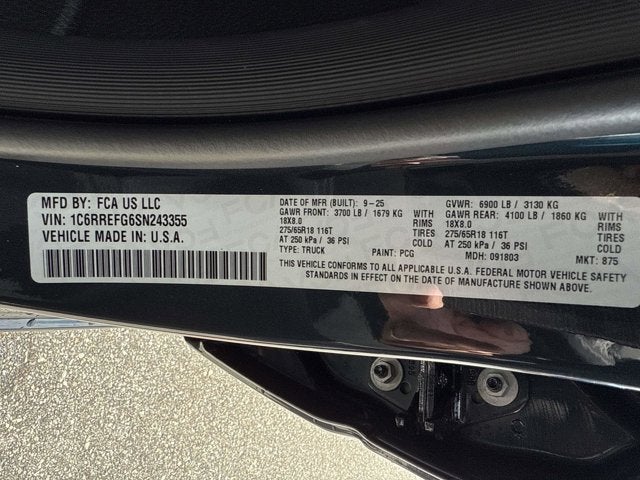 MFD BY: FCA US LLC
VIN: 1C6RREFG6SN243355
VEHICLE MADE IN: U.S.A.
DATE OF MFR (BUILT): 9-25
GAWR FRONT: 3700 LB / 1679 KG
18X8.0 RIMS
275/65R18 116T TIRES
AT 250 kPa / 36 PSI COLD
TYPE: TRUCK PAINT: PCG
GVWR: 6900 LB / 3130 KG
GAWR REAR: 4100 LB / 1860 KG
18X8.0 RIMS
275/65R18 116T TIRES
AT 250 kPa / 36 PSI COLD
MDH: 091803 MKT: 875
THIS VEHICLE CONFORMS TO ALL APPLICABLE U.S.A. FEDERAL MOTOR VEHICLE SAFETY
STANDARDS IN EFFECT ON THE DATE OF MANUFACTURE SHOWN ABOVE.